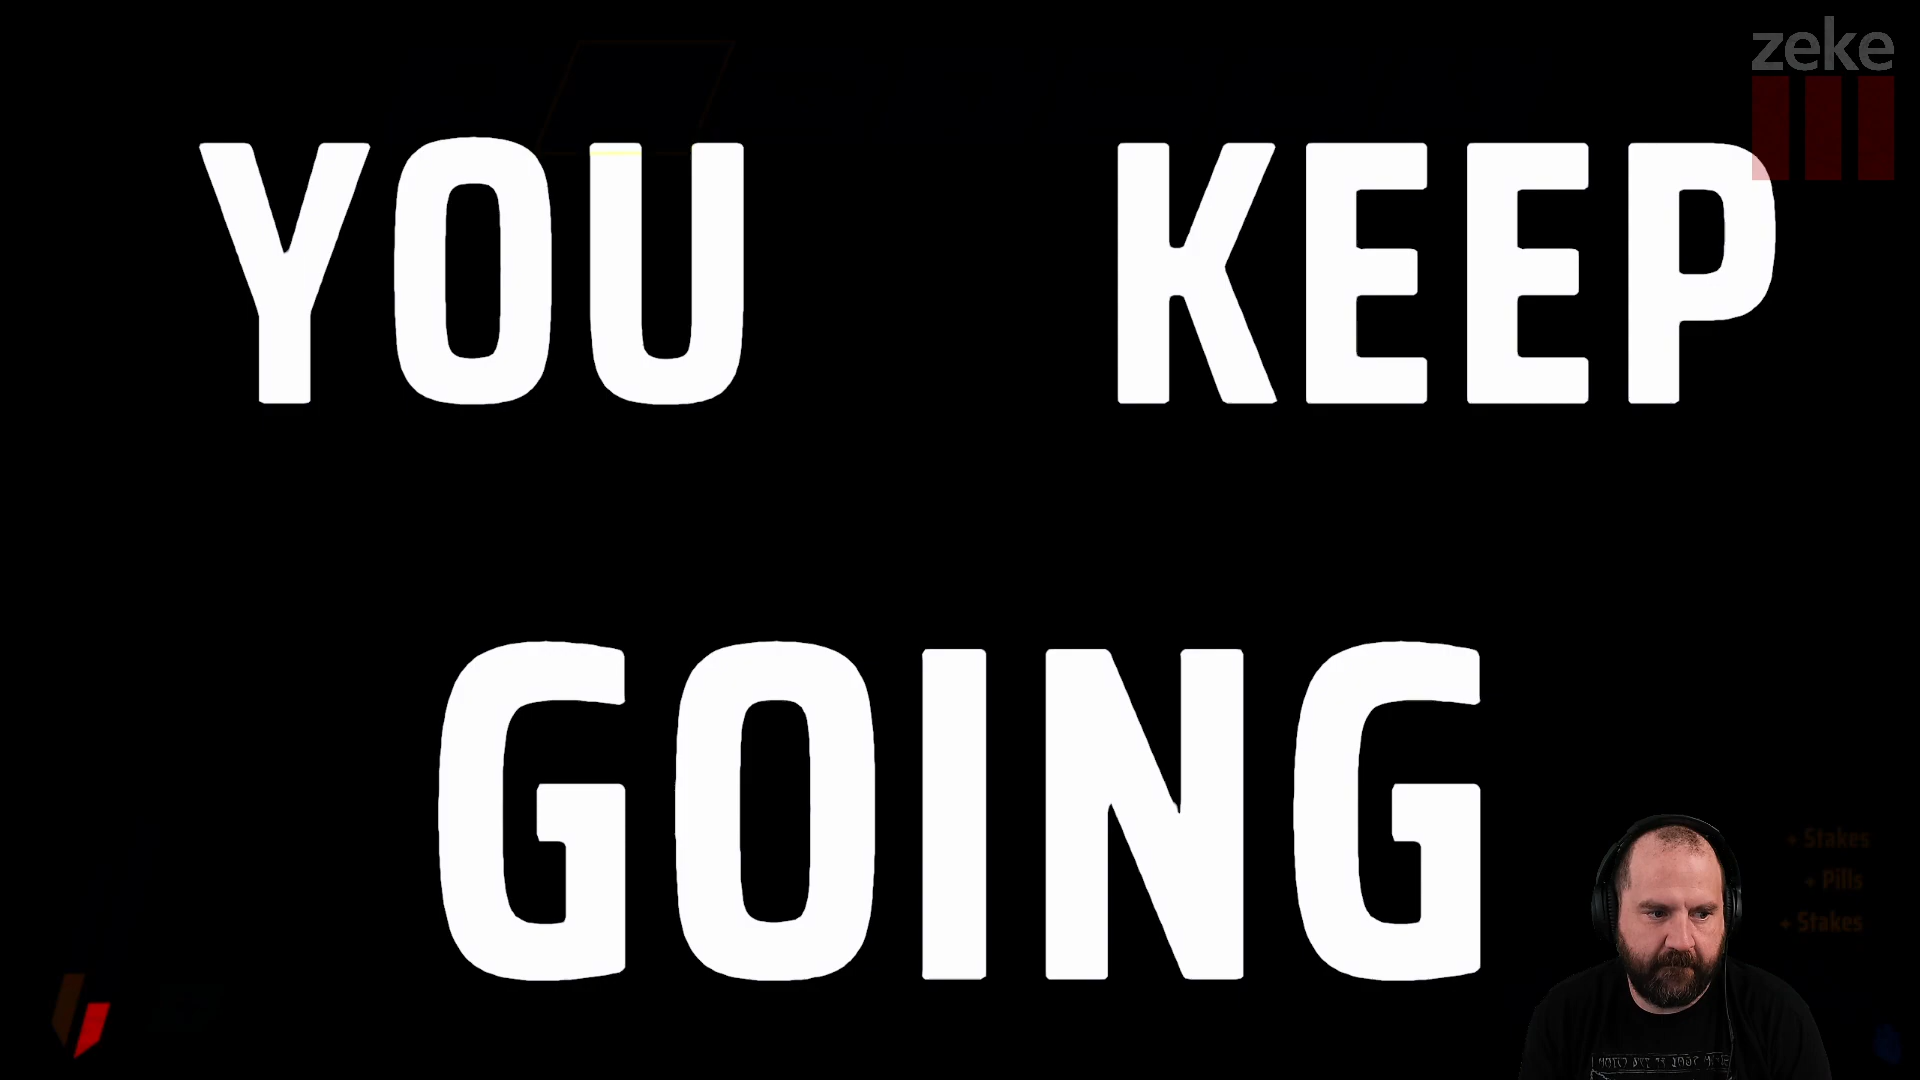 zeke
YOU KEEP
GOING
+ Stakes
+ Pills
+ Stakes